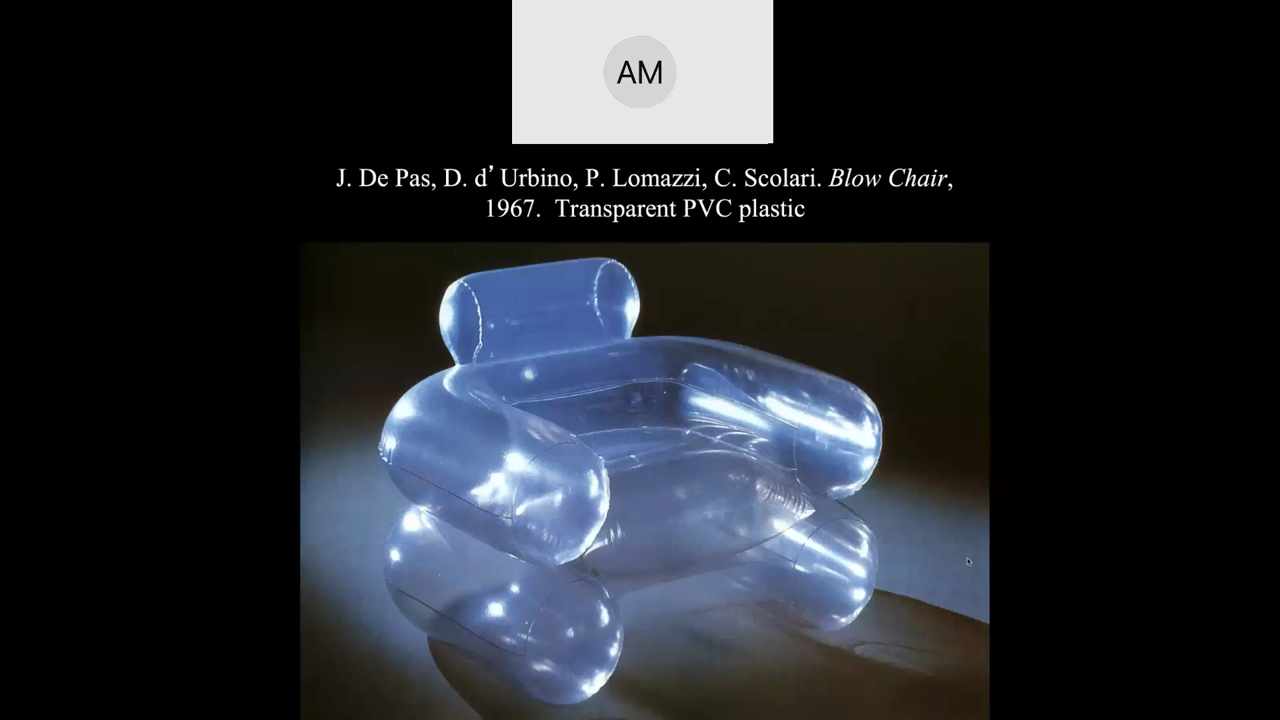 AM
J. De Pas, D. d’ Urbino, P. Lomazzi, C. Scolari. Blow Chair,
1967.  Transparent PVC plastic